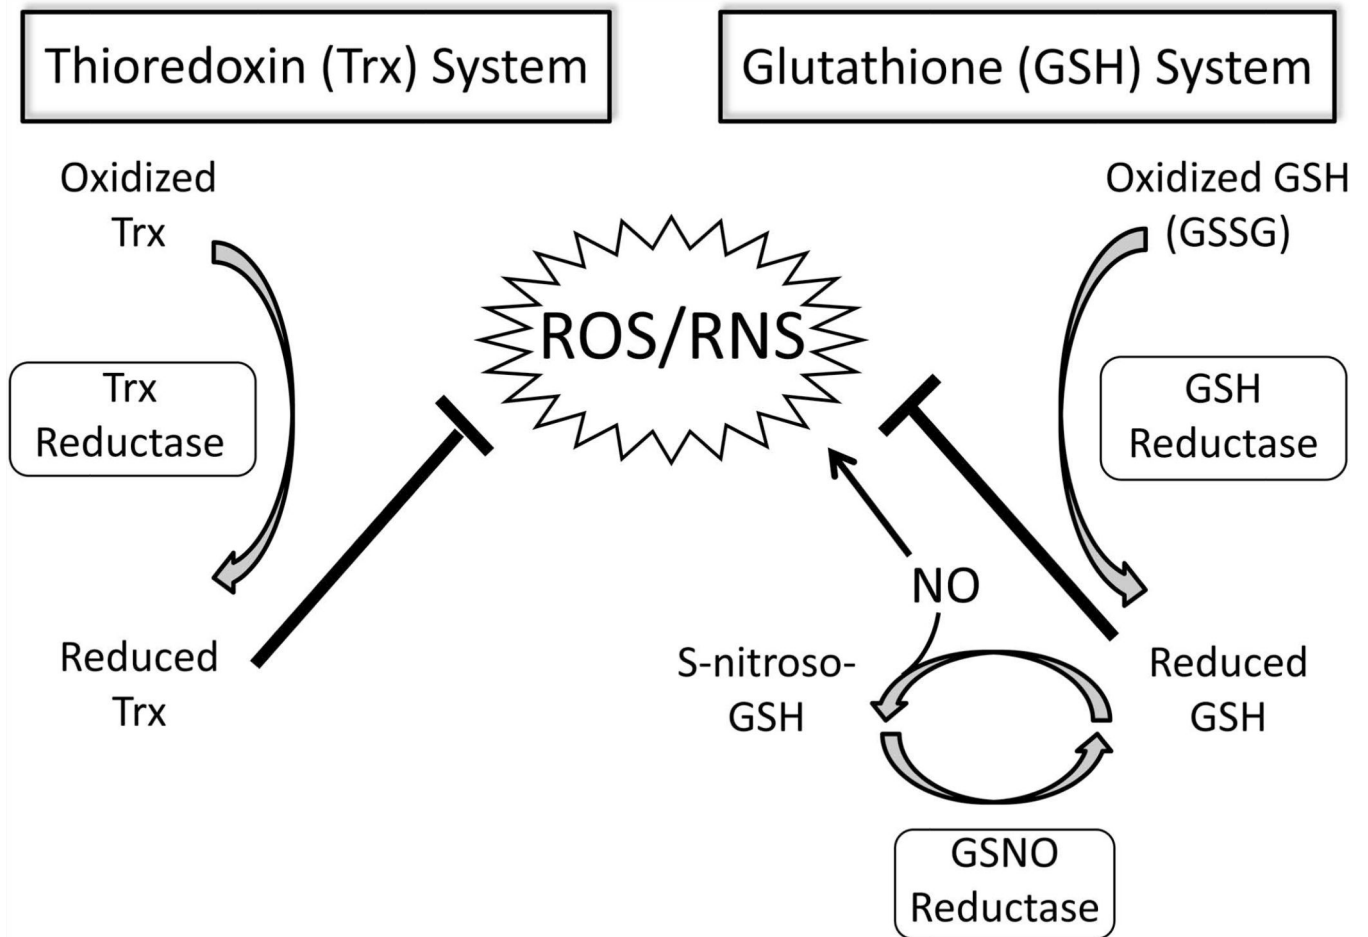 Thioredoxin (Trx) System
Glutathione (GSH) System
Oxidized
Trx
Oxidized GSH
(GSSG)
ROS/RNS
Trx
Reductase
GSH
Reductase
NO
Reduced
Trx
S-nitroso-
GSH
Reduced
GSH
GSNO
Reductase